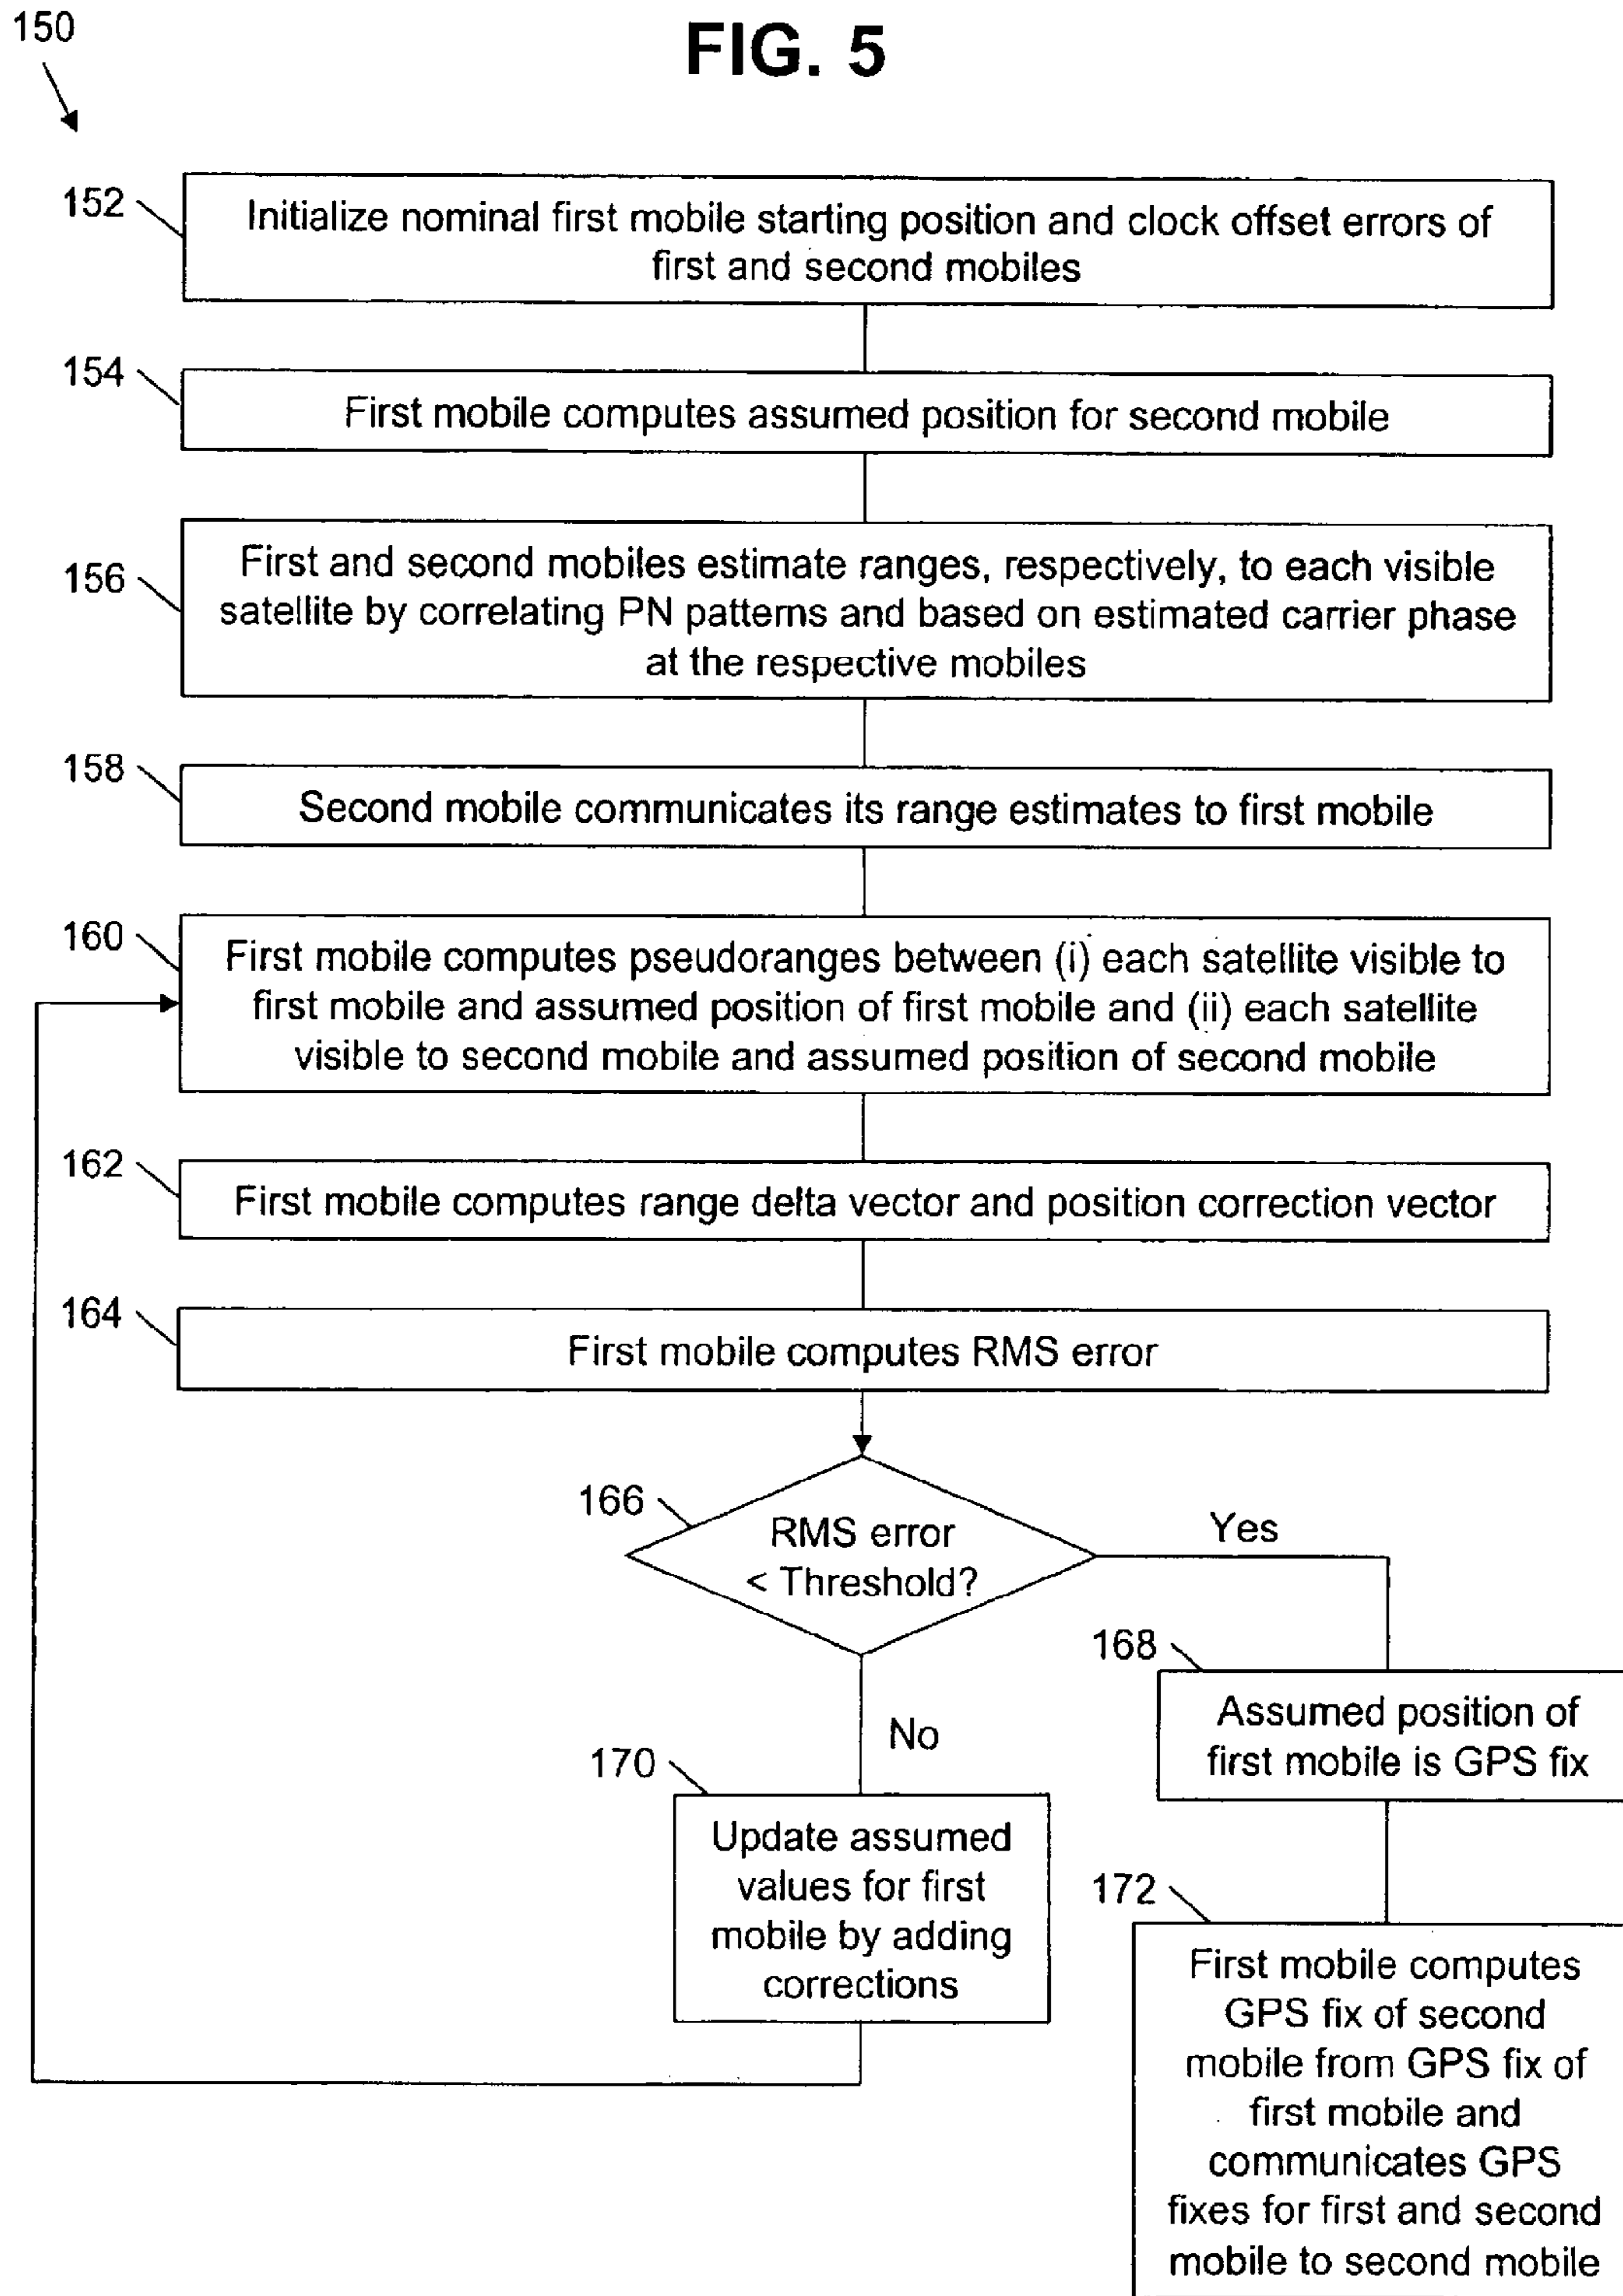 150
FIG. 5
152
Initialize nominal first mobile starting position and clock offset errors of
first and second mobiles
154
First mobile computes assumed position for second mobile
156
First and second mobiles estimate ranges, respectively, to each visible
satellite by correlating PN patterns and based on estimated carrier phase
at the respective mobiles
158
Second mobile communicates its range estimates to first mobile
160
First mobile computes pseudoranges between (i) each satellite visible to
first mobile and assumed position of first mobile and (ii) each satellite
visible to second mobile and assumed position of second mobile
162
First mobile computes range delta vector and position correction vector
164
First mobile computes RMS error
166
RMS error
< Threshold?
Yes
168
Assumed position of
first mobile is GPS fix
No
170
Update assumed
values for first
mobile by adding
corrections
172
First mobile computes
GPS fix of second
mobile from GPS fix of
first mobile and
communicates GPS
fixes for first and second
mobile to second mobile